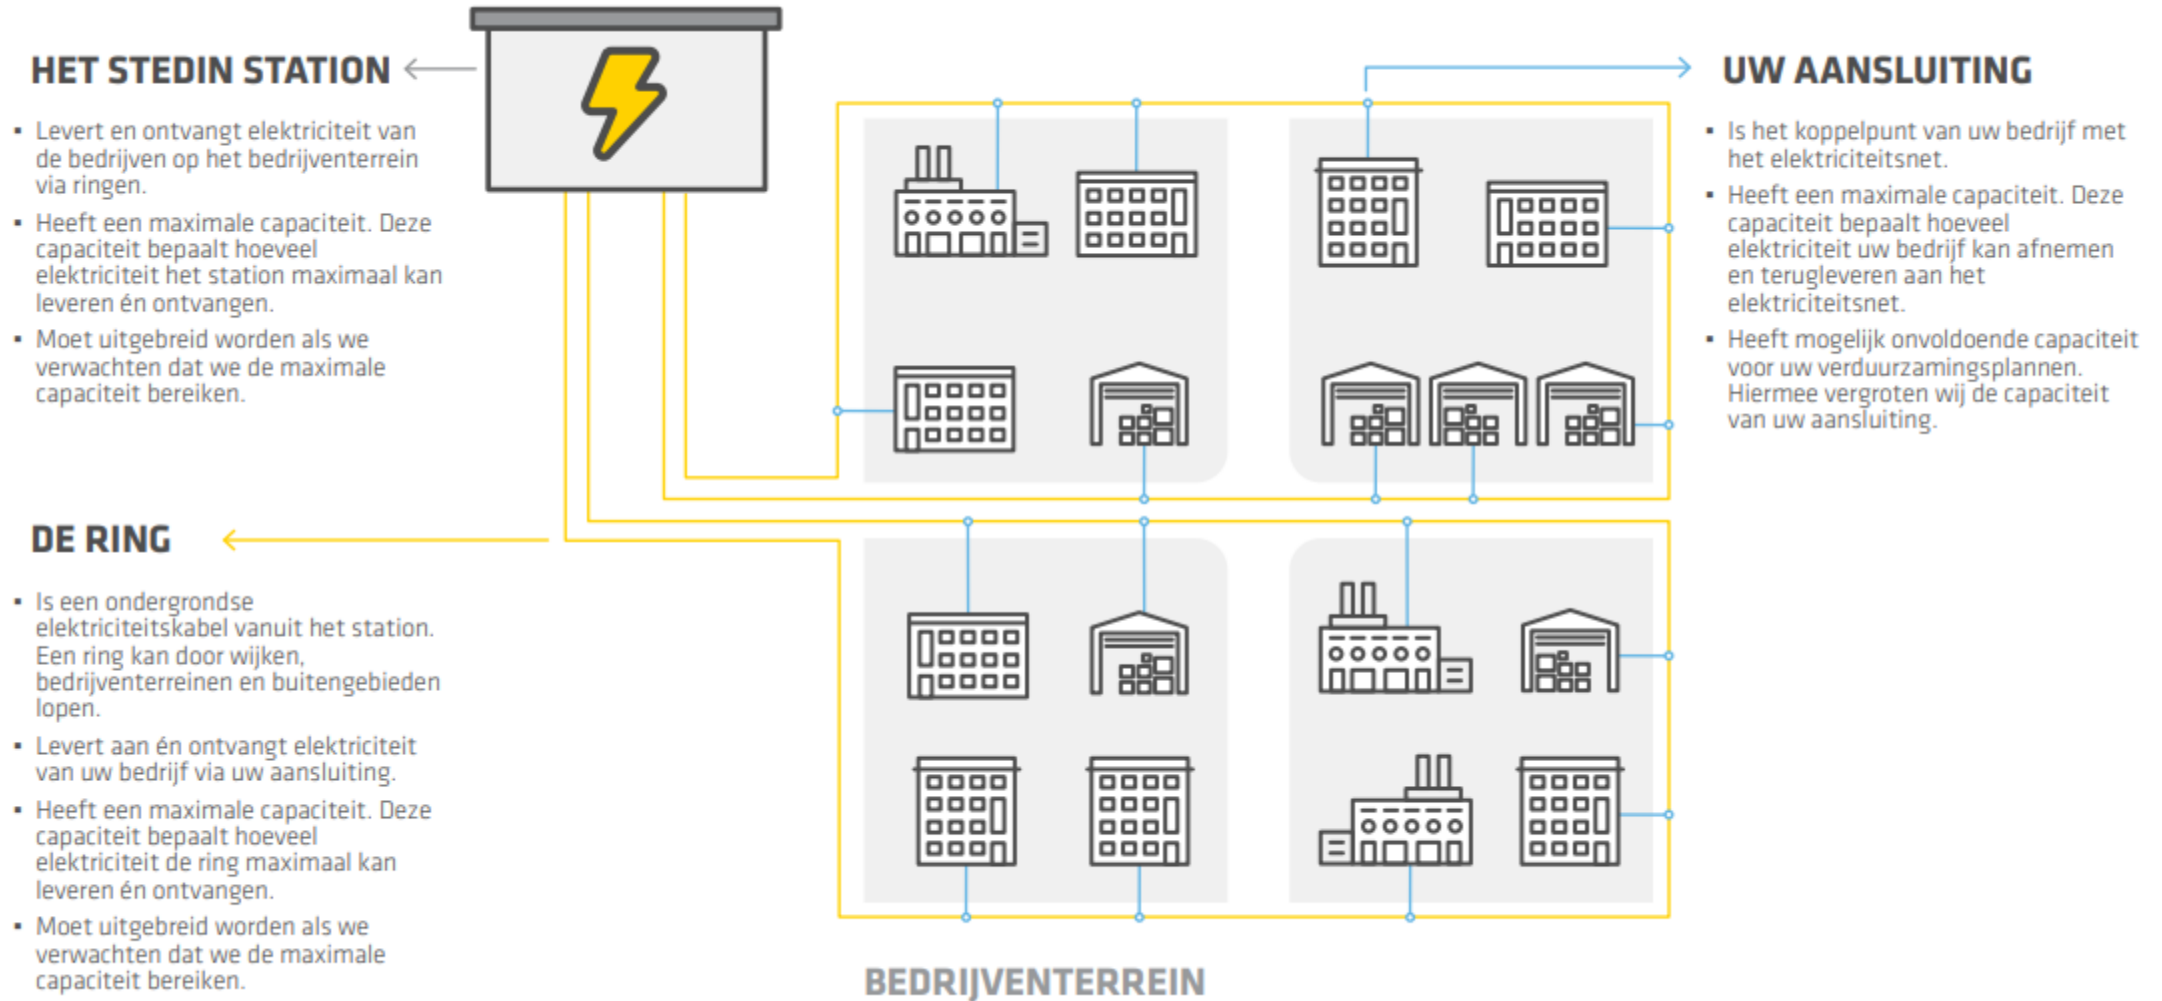 HET STEDIN STATION
▪ Levert en ontvangt elektriciteit van
de bedrijven op het bedrijventerrein
via ringen.
▪ Heeft een maximale capaciteit. Deze
capaciteit bepaalt hoeveel
elektriciteit het station maximaal kan
leveren én ontvangen.
▪ Moet uitgebreid worden als we
verwachten dat we de maximale
capaciteit bereiken.
DE RING
▪ Is een ondergrondse
elektriciteitskabel vanuit het station.
Een ring kan door wijken,
bedrijventerreinen en buitengebieden
lopen.
▪ Levert aan én ontvangt elektriciteit
van uw bedrijf via uw aansluiting.
▪ Heeft een maximale capaciteit. Deze
capaciteit bepaalt hoeveel
elektriciteit de ring maximaal kan
leveren én ontvangen.
▪ Moet uitgebreid worden als we
verwachten dat we de maximale
capaciteit bereiken.
UW AANSLUITING
▪ Is het koppelpunt van uw bedrijf met
het elektriciteitsnet.
▪ Heeft een maximale capaciteit. Deze
capaciteit bepaalt hoeveel
elektriciteit uw bedrijf kan afnemen
en terugleveren aan het
elektriciteitsnet.
▪ Heeft mogelijk onvoldoende capaciteit
voor uw verduurzamingsplannen.
Hiermee vergroten wij de capaciteit
van uw aansluiting.
BEDRIJVENTERREIN